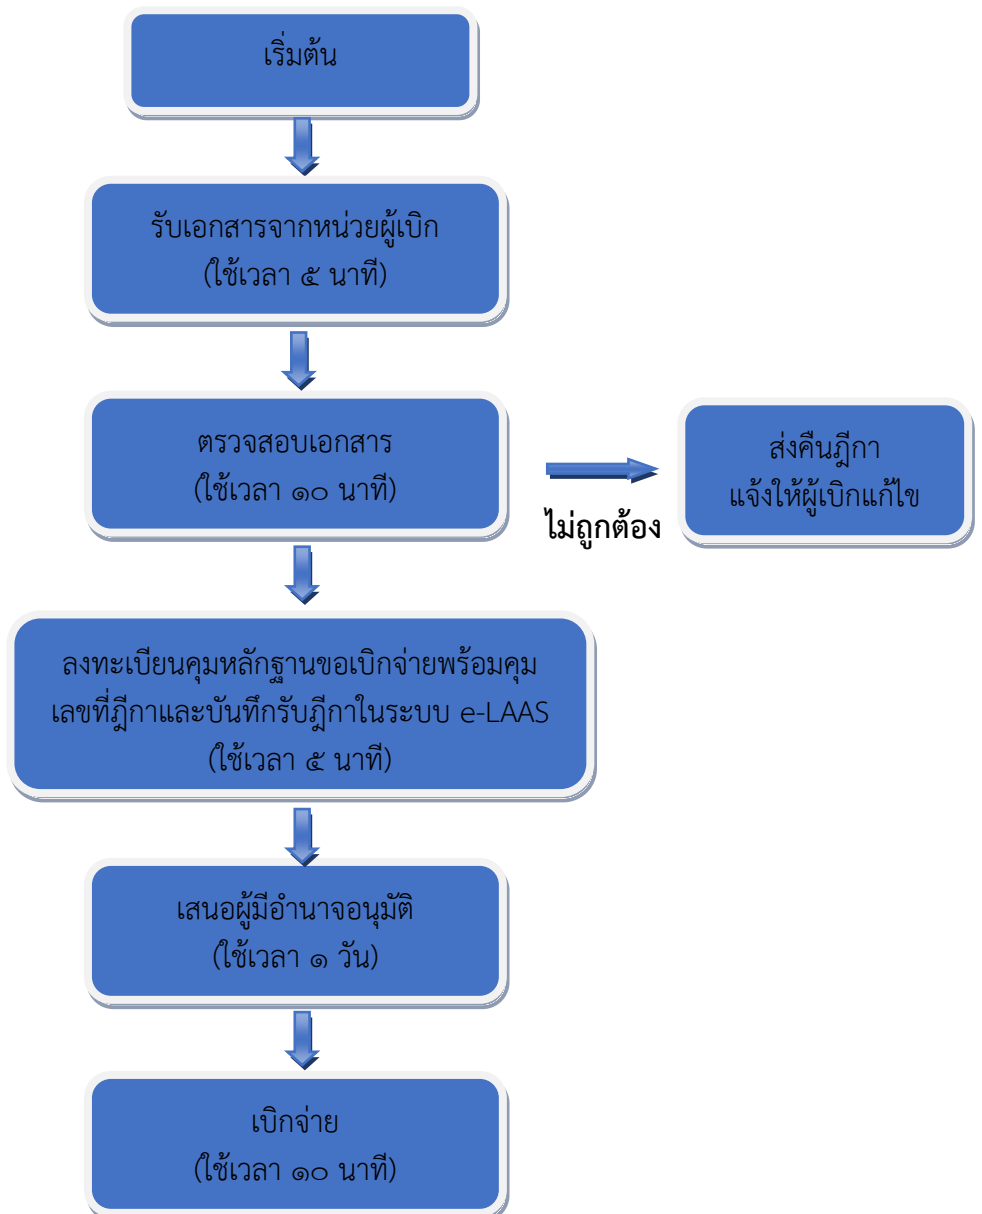 เริ่มต้น
รับเอกสารจากหน่วยผู้เบิก
(ใช้เวลา ๕ นาที)
ตรวจสอบเอกสาร
(ใช้เวลา ๑๐ นาที)
ไม่ถูกต้อง
ส่งคืนฎีกา
แจ้งให้ผู้เบิกแก้ไข
ลงทะเบียนคุมหลักฐานขอเบิกจ่ายพร้อมคุม
เลขที่ฎีกาและบันทึกรับฎีกาในระบบ e-LAAS
(ใช้เวลา ๕ นาที)
เสนอผู้มีอำนาจอนุมัติ
(ใช้เวลา ๑ วัน)
เบิกจ่าย
(ใช้เวลา ๑๐ นาที)